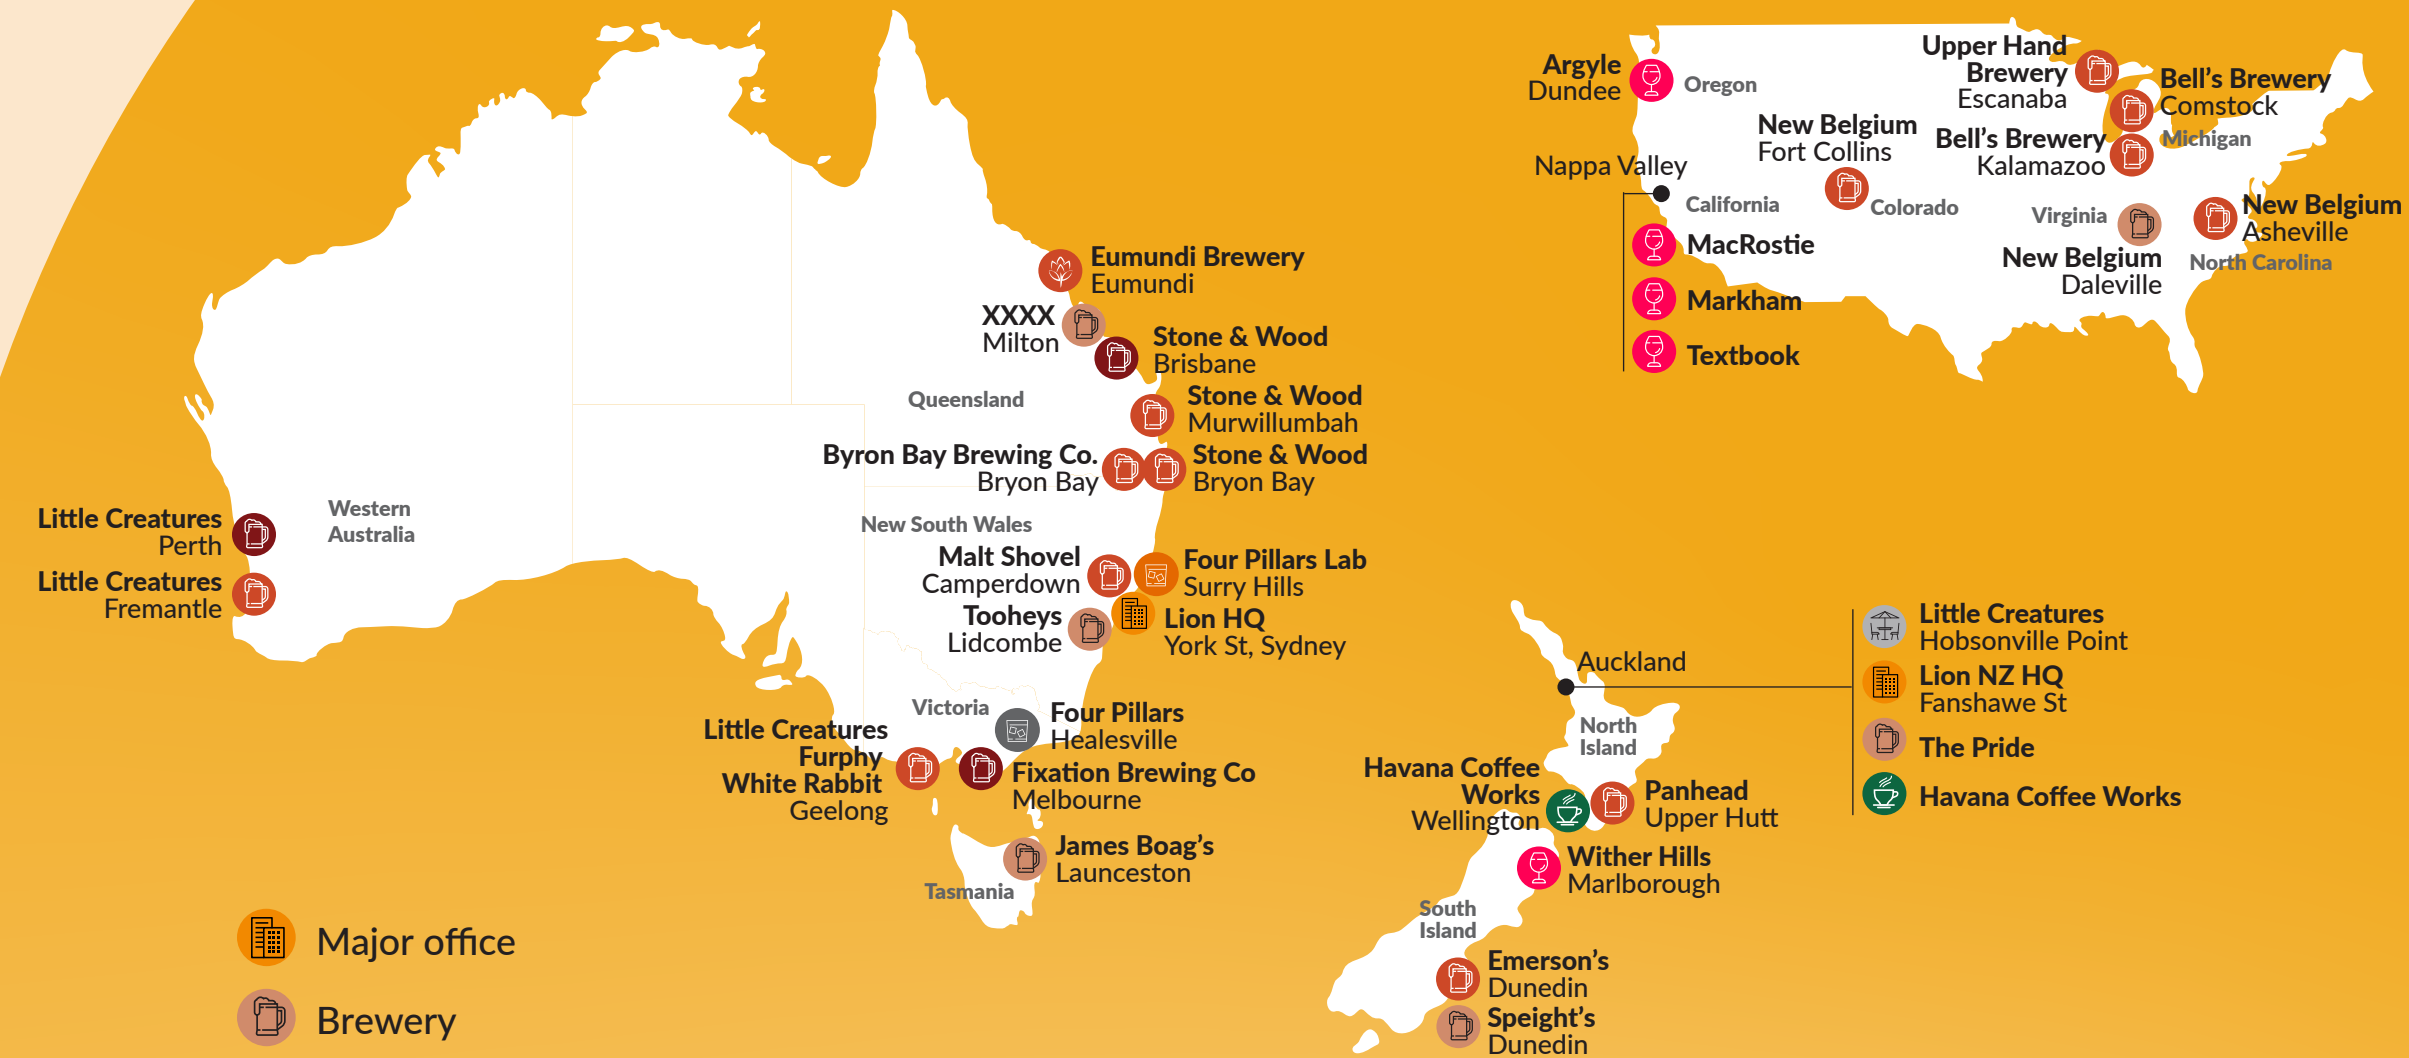 Eumundi Brewery
Eumundi
XXXX
Milton
Stone & Wood
Brisbane
Queensland
Stone & Wood
Murwillumbah
Byron Bay Brewing Co.
Bryon Bay
Stone & Wood
Bryon Bay
Little Creatures
Perth
Western
Australia
Little Creatures
Fremantle
New South Wales
Malt Shovel
Camperdown
Four Pillars Lab
Surry Hills
Tooheys
Lidcombe
Lion HQ
York St, Sydney
Victoria
Four Pillars
Healesville
Little Creatures
Furphy
White Rabbit
Geelong
Fixation Brewing Co
Melbourne
James Boag's
Launceston
Tasmania
Major office
Brewery
Argyle
Dundee
Oregon
Upper Hand
Brewery
Escanaba
Bell's Brewery
Comstock
Michigan
New Belgium
Fort Collins
Bell's Brewery
Kalamazoo
Nappa Valley
California
Colorado
Virginia
New Belgium
Asheville
North Carolina
New Belgium
Daleville
MacRostie
Markham
Textbook
Auckland
Little Creatures
Hobsonville Point
Lion NZ HQ
Fanshawe St
The Pride
Havana Coffee Works
North
Island
Havana Coffee
Works
Wellington
Panhead
Upper Hutt
Wither Hills
Marlborough
South
Island
Emerson's
Dunedin
Speight's
Dunedin